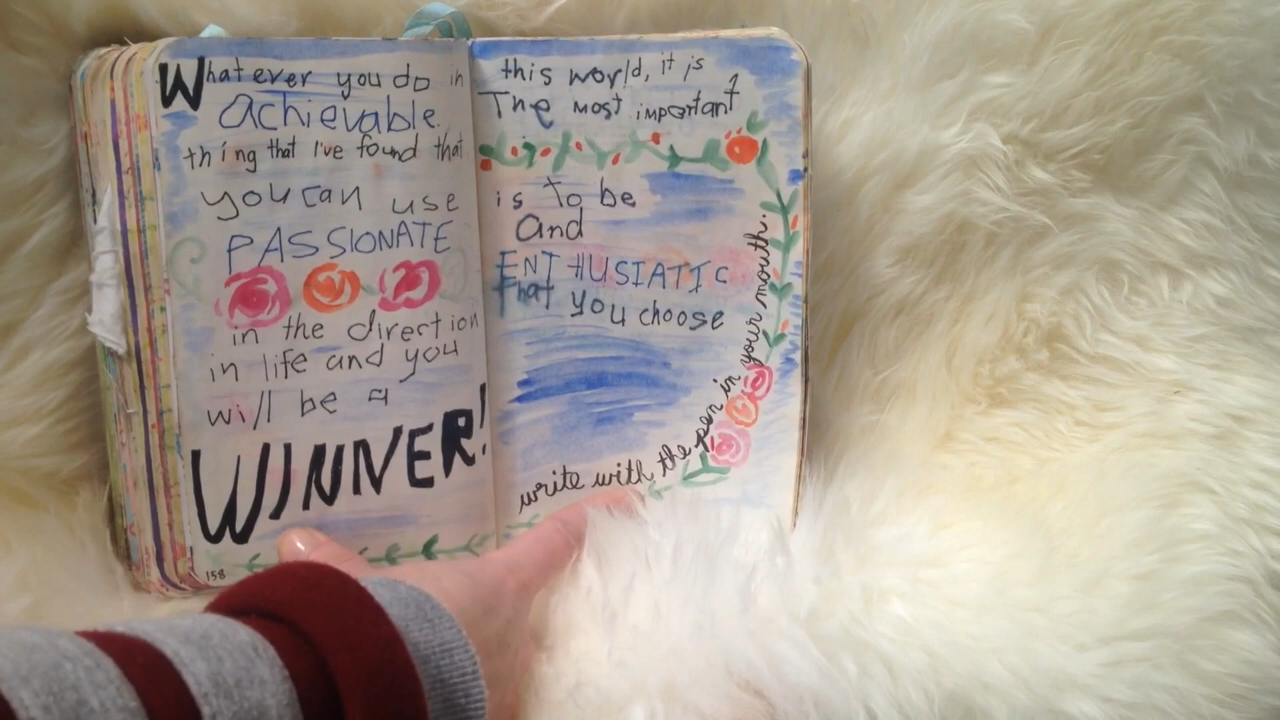 Whatever you do in
this world, it is
Achievable.
The most important
thing that I've found that
you can use
is to be
PASSIONATE
And
ENTHUSIATIC
in the direction
that you choose
in life and you
will be a
WINNER!
write with the pen in your mouth.
158